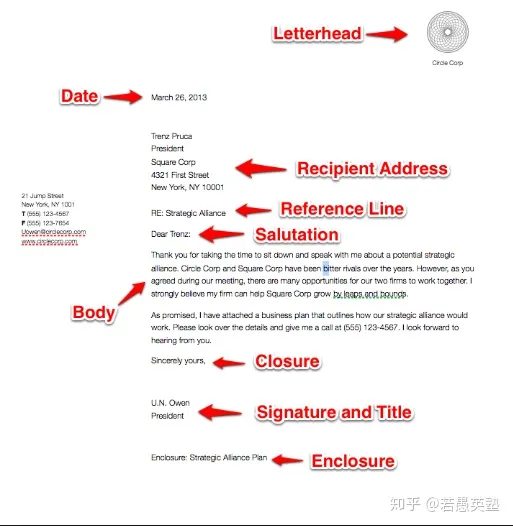 Letterhead
Circle Corp
Date
March 26, 2013
Trenz Pruca
President
Square Corp
4321 First Street
New York, NY 10001
Recipient Address
21 Jump Street
New York, NY 1001
T (555) 123-4567
F (555) 123-7654
Uowen@circlecorp.com
www.circlecorp.com
RE: Strategic Alliance
Reference Line
Dear Trenz:
Salutation
Thank you for taking the time to sit down and speak with me about a potential strategic
alliance. Circle Corp and Square Corp have been bitter rivals over the years. However, as you
agreed during our meeting, there are many opportunities for our two firms to work together. I
strongly believe my firm can help Square Corp grow by leaps and bounds.
Body
As promised, I have attached a business plan that outlines how our strategic alliance would
work. Please look over the details and give me a call at (555) 123-4567. I look forward to
hearing from you.
Sincerely yours,
Closure
U.N. Owen
President
Signature and Title
Enclosure: Strategic Alliance Plan
Enclosure
知乎 @若愚英塾